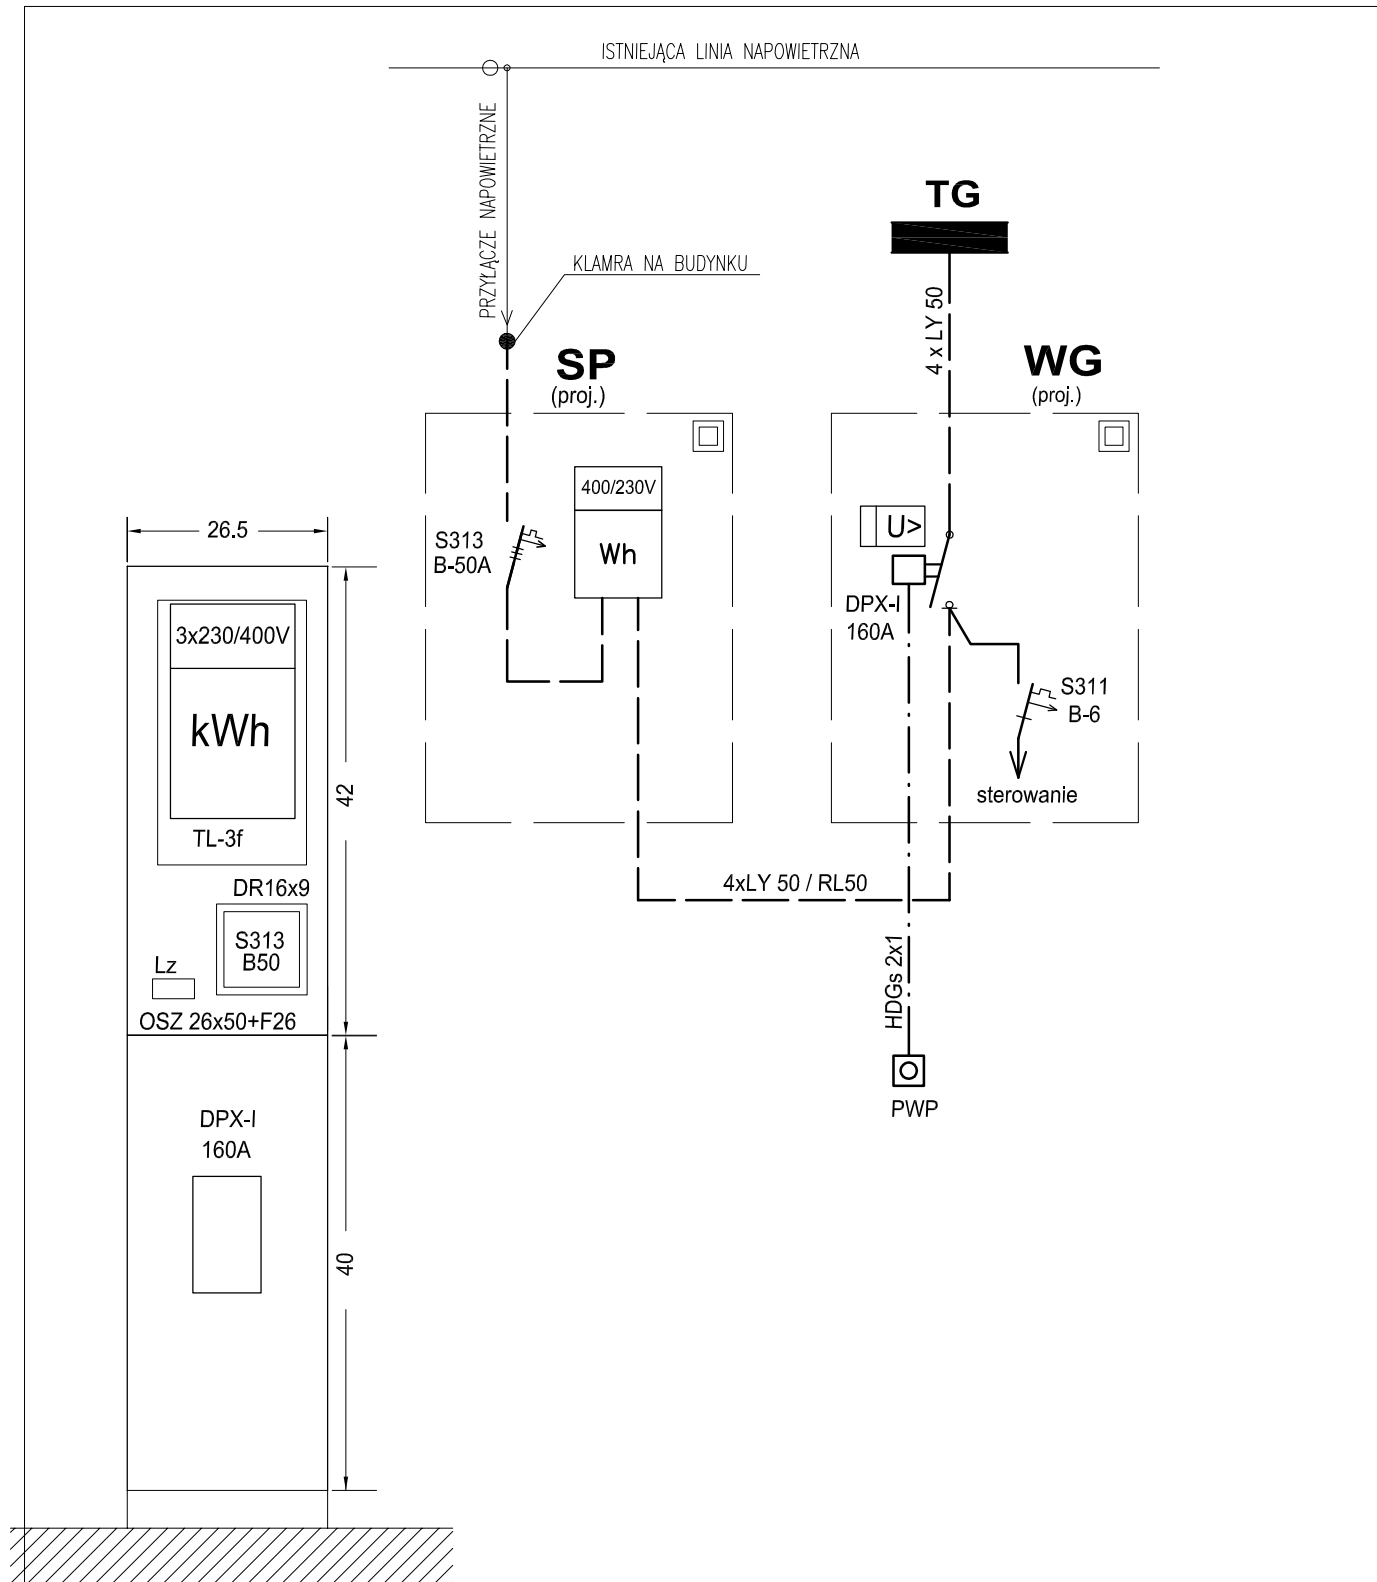 ISTNIEJĄCA LINIA NAPOWIETRZNA
PRZYŁĄCZE NAPOWIETRZNE
KLAMRA NA BUDYNKU
TG
4 x LY 50
SP
(proj.)
WG
(proj.)
400/230V
Wh
S313
B-50A
U>
DPX-I
160A
S311
B-6
sterowanie
4xLY 50 / RL50
HDGs 2x1
PWP
26.5
3x230/400V
kWh
TL-3f
42
DR16x9
S313
B50
Lz
OSZ 26x50+F26
DPX-I
160A
40